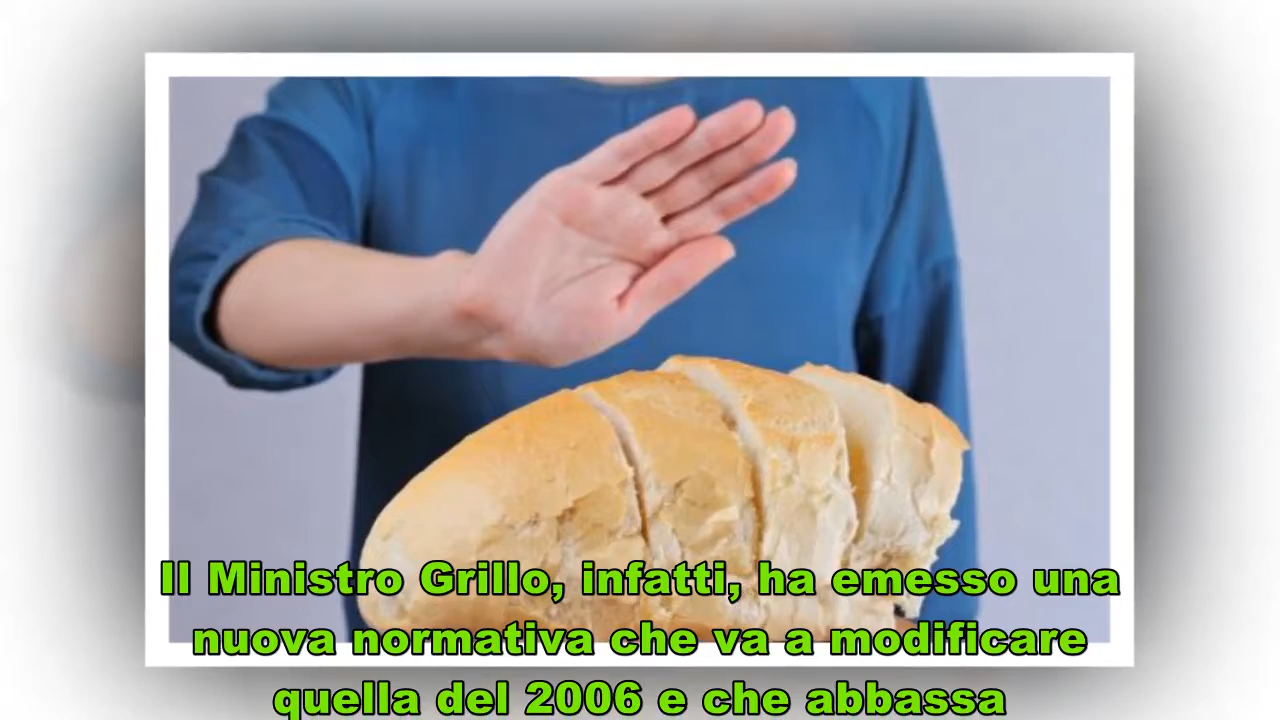 Il Ministro Grillo, infatti, ha emesso una
nuova normativa che va a modificare
quella del 2006 e che abbassa